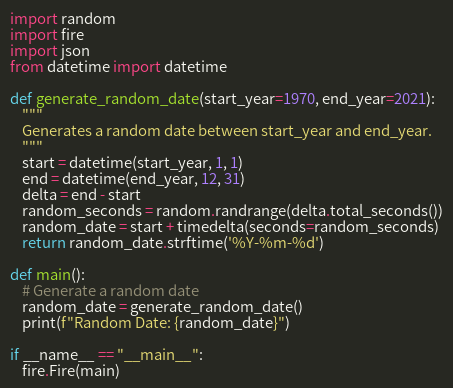 import random
import fire
import json
from datetime import datetime

def generate_random_date(start_year=1970, end_year=2021):
    """
    Generates a random date between start_year and end_year.
    """
    start = datetime(start_year, 1, 1)
    end = datetime(end_year, 12, 31)
    delta = end - start
    random_seconds = random.randrange(delta.total_seconds())
    random_date = start + timedelta(seconds=random_seconds)
    return random_date.strftime('%Y-%m-%d')

def main():
    # Generate a random date
    random_date = generate_random_date()
    print(f"Random Date: {random_date}")

if __name__ == "__main__":
    fire.Fire(main)